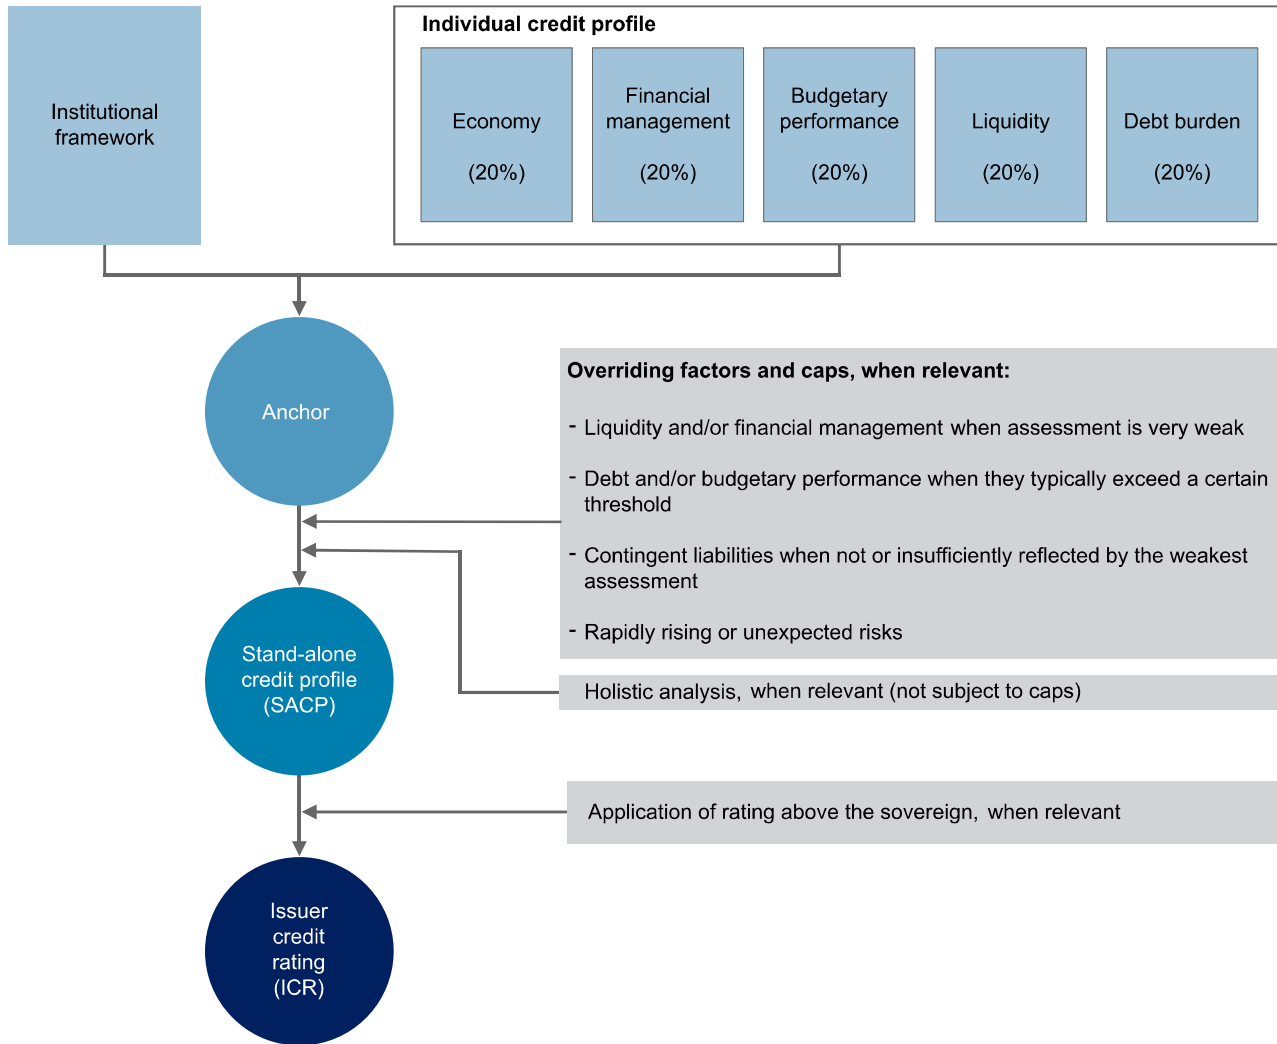 Institutional
framework
Individual credit profile
Economy
(20%)
Financial
management
(20%)
Budgetary
performance
(20%)
Liquidity
(20%)
Debt burden
(20%)
Anchor
Overriding factors and caps, when relevant:
- Liquidity and/or financial management when assessment is very weak
- Debt and/or budgetary performance when they typically exceed a certain
threshold
- Contingent liabilities when not or insufficiently reflected by the weakest
assessment
- Rapidly rising or unexpected risks
Stand-alone
credit profile
(SACP)
Holistic analysis, when relevant (not subject to caps)
Application of rating above the sovereign, when relevant
Issuer
credit
rating
(ICR)